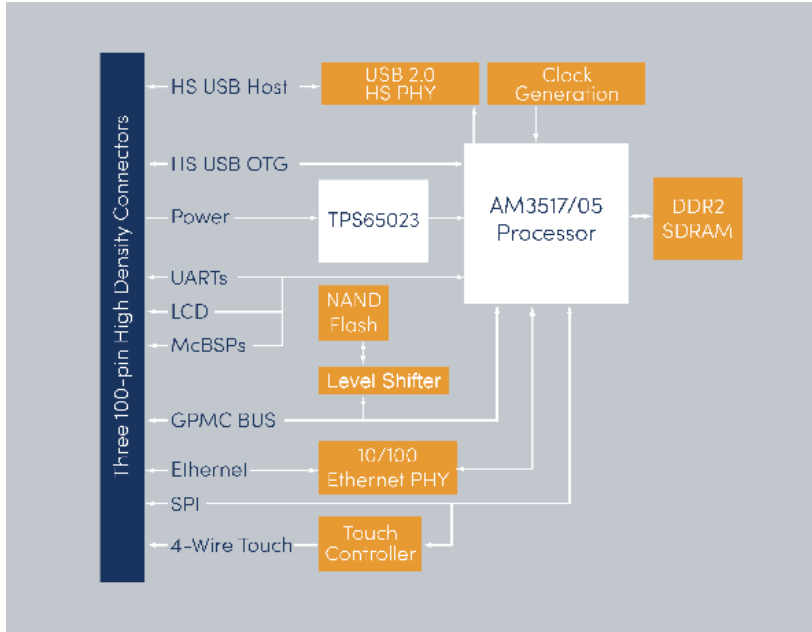 Three 100-pin High Density Connectors
HS USB Host
USB 2.0
HS PHY
Clock
Generation
HS USB OTG
AM3517/05
Processor
DDR2
SDRAM
Power
TPS65023
UARTs
LCD
McBSPs
NAND
Flash
Level Shifter
GPMC BUS
10/100
Ethernet PHY
Ethernet
SPI
4-Wire Touch
Touch
Controller